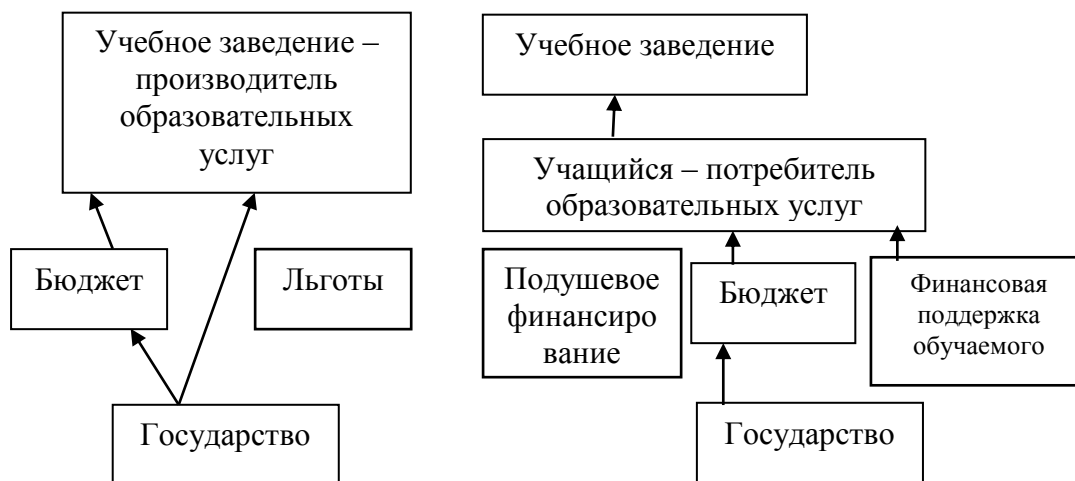 Учебное заведение –
производитель
образовательных
услуг
Бюджет
Льготы
Государство
Учебное заведение
Учащийся – потребитель
образовательных услуг
Подушевое
финансиро
вание
Бюджет
Финансовая
поддержка
обучаемого
Государство